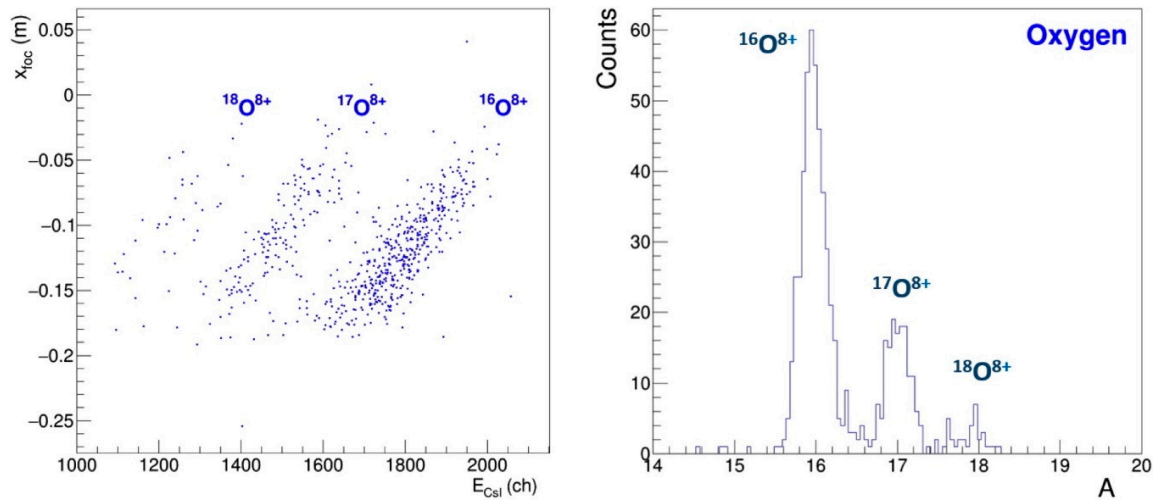 0.05
0
−0.05
−0.1
−0.15
−0.2
−0.25
x_foc (m)
¹⁸O⁸⁺ ¹⁷O⁸⁺ ¹⁶O⁸⁺
1000 1200 1400 1600 1800 2000
E_CsI (ch)
Counts
60
50
40
30
20
10
0
Oxygen
¹⁶O⁸⁺
¹⁷O⁸⁺
¹⁸O⁸⁺
14 15 16 17 18 19 20
A